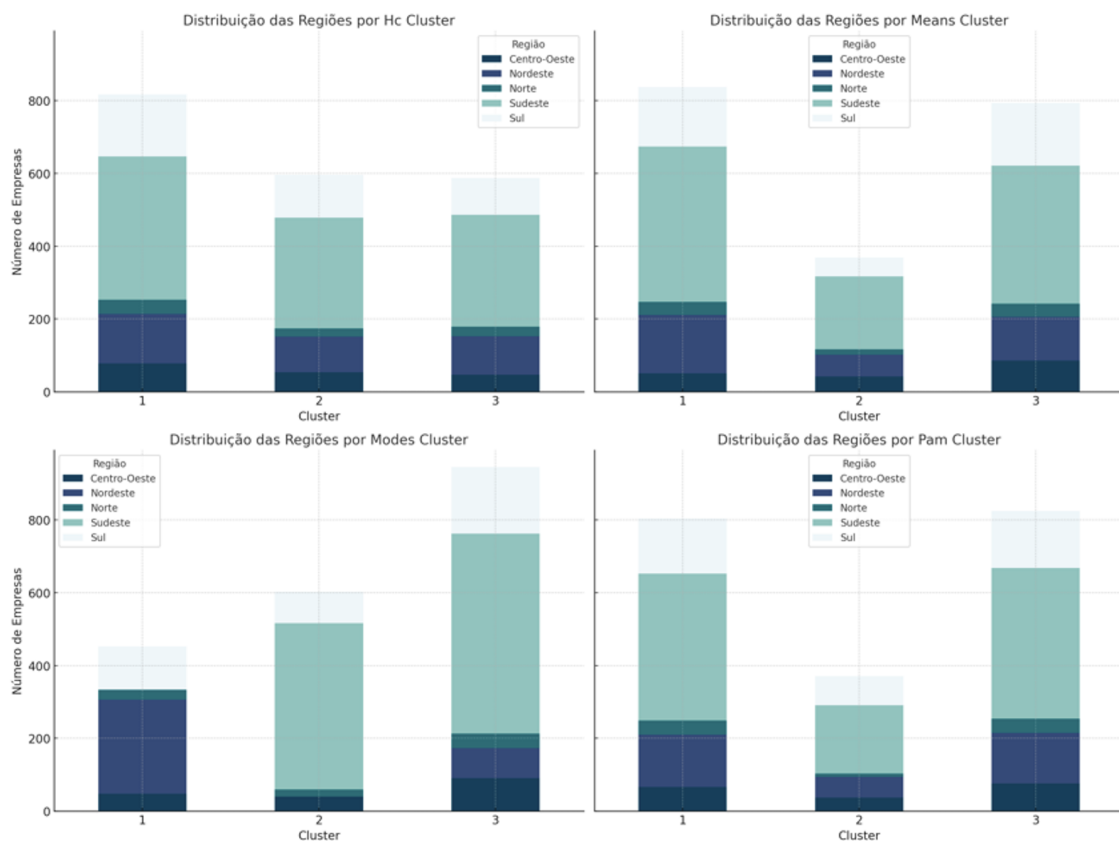 Distribuição das Regiões por Hc Cluster
Número de Empresas
800
600
400
200
0
Região
Centro-Oeste
Nordeste
Norte
Sudeste
Sul
1 2 3
Cluster
Distribuição das Regiões por Means Cluster
Região
Centro-Oeste
Nordeste
Norte
Sudeste
Sul
1 2 3
Cluster
Distribuição das Regiões por Modes Cluster
Número de Empresas
800
600
400
200
0
Região
Centro-Oeste
Nordeste
Norte
Sudeste
Sul
1 2 3
Cluster
Distribuição das Regiões por Pam Cluster
Região
Centro-Oeste
Nordeste
Norte
Sudeste
Sul
1 2 3
Cluster